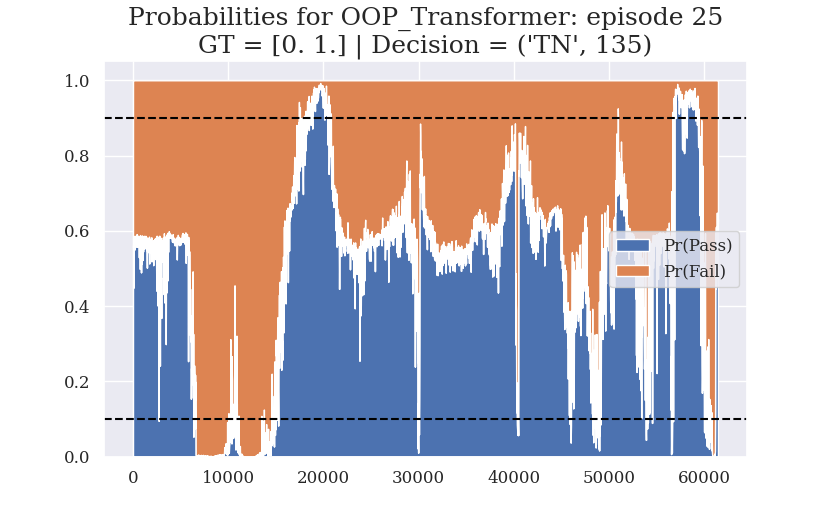 Probabilities for OOP_Transformer: episode 25
GT = [0. 1.] | Decision = ('TN', 135)
1.0
0.8
0.6
0.4
0.2
0.0
Pr(Pass)
Pr(Fail)
0 10000 20000 30000 40000 50000 60000